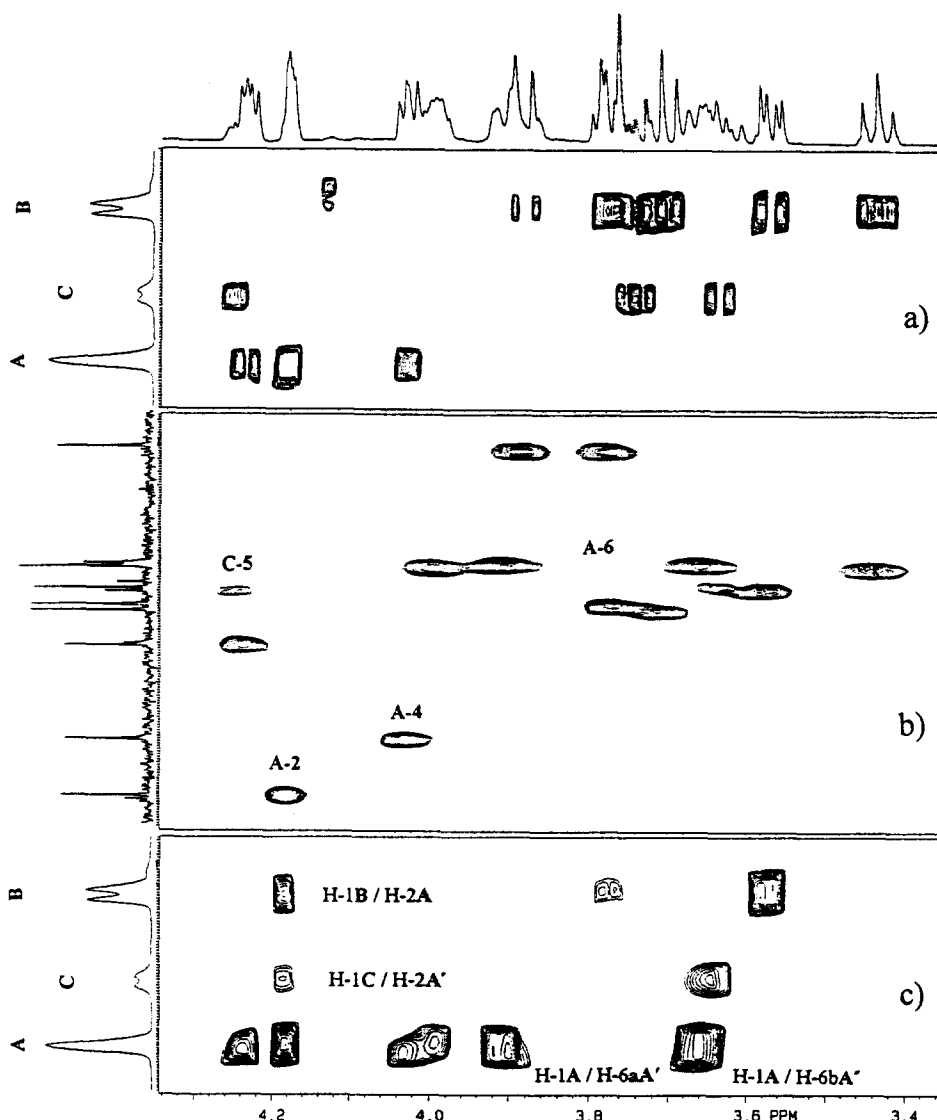 B
C
A
a)
C-5
A-6
A-4
A-2
b)
B
H-1B / H-2A
C
H-1C / H-2A′
c)
A
H-1A / H-6aA′
H-1A / H-6bA″
4.2
4.0
3.8
3.6 PPM
3.4